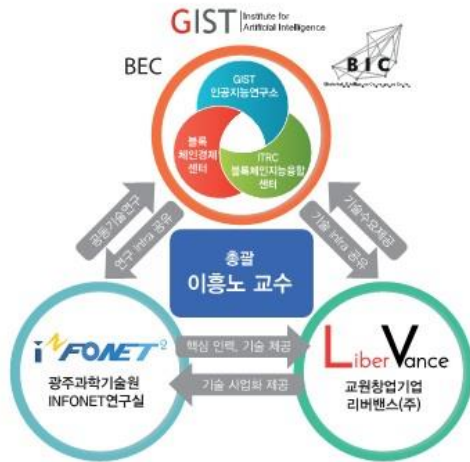 GIST Institute for
Artificial Intelligence
BEC
BIC
GIST
인공지능연구소
블록
체인경제
센터
ITRC
블록체인지능융합
센터
공동기술연구
연구 intra 공유
기술수요제공
기술 intra 공유
총괄
이흥노 교수
iNFONET²
광주과학기술원
INFONET연구실
핵심 인력, 기술 제공
기술 사업화 제공
LiberVance
교원창업기업
리버밴스(주)